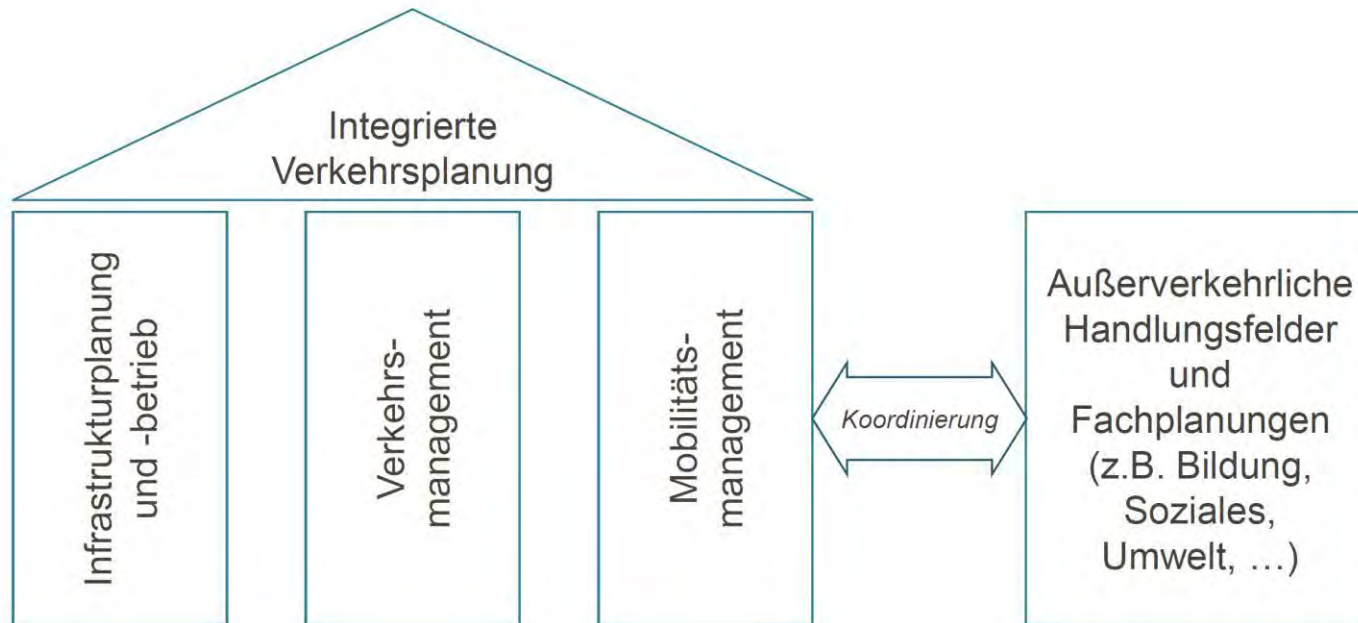 Integrierte
Verkehrsplanung
Infrastrukturplanung
und -betrieb
Verkehrs-
management
Mobilitäts-
management
Koordinierung
Außerverkehrliche
Handlungsfelder
und
Fachplanungen
(z.B. Bildung,
Soziales,
Umwelt, …)